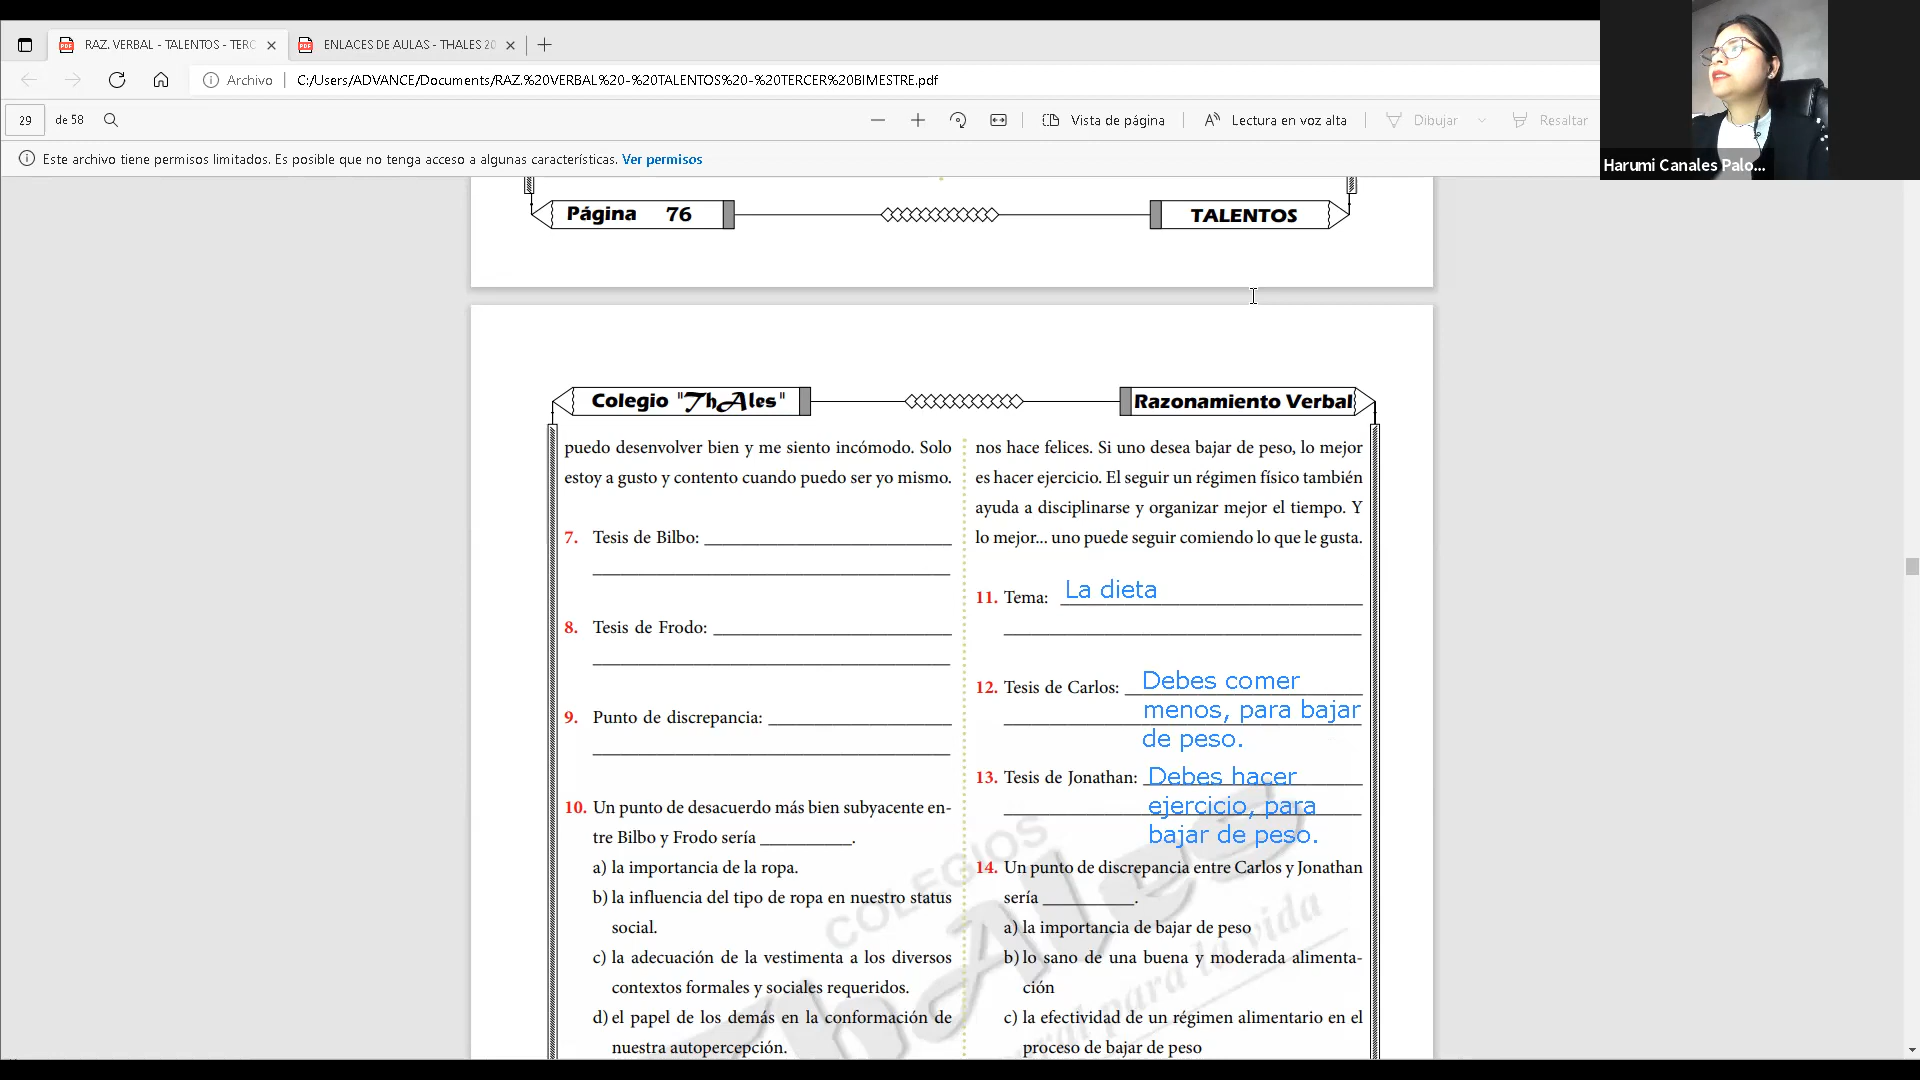 RAZ. VERBAL - TALENTOS - TERC
ENLACES DE AULAS - THALES 20
Archivo
C:/Users/ADVANCE/Documents/RAZ.%20VERBAL%20-%20TALENTOS%20-%20TERCER%20BIMESTRE.pdf
29 de 58
Vista de página
Lectura en voz alta
Dibujar
Resaltar
Este archivo tiene permisos limitados. Es posible que no tenga acceso a algunas características. Ver permisos
Harumi Canales Palo...
Página 76
TALENTOS
Colegio "ThAles"
Razonamiento Verbal
puedo desenvolver bien y me siento incómodo. Solo
estoy a gusto y contento cuando puedo ser yo mismo.
7. Tesis de Bilbo:
8. Tesis de Frodo:
9. Punto de discrepancia:
10. Un punto de desacuerdo más bien subyacente en-
tre Bilbo y Frodo sería __________.
a) la importancia de la ropa.
b) la influencia del tipo de ropa en nuestro status
social.
c) la adecuación de la vestimenta a los diversos
contextos formales y sociales requeridos.
d) el papel de los demás en la conformación de
nuestra autopercepción.
nos hace felices. Si uno desea bajar de peso, lo mejor
es hacer ejercicio. El seguir un régimen físico también
ayuda a disciplinarse y organizar mejor el tiempo. Y
lo mejor... uno puede seguir comiendo lo que le gusta.
11. Tema: La dieta
12. Tesis de Carlos: Debes comer
menos, para bajar
de peso.
13. Tesis de Jonathan: Debes hacer
ejercicio, para
bajar de peso.
14. Un punto de discrepancia entre Carlos y Jonathan
sería __________.
a) la importancia de bajar de peso
b) lo sano de una buena y moderada alimenta-
ción
c) la efectividad de un régimen alimentario en el
proceso de bajar de peso
COLEGIOS
ThAles
para la vida